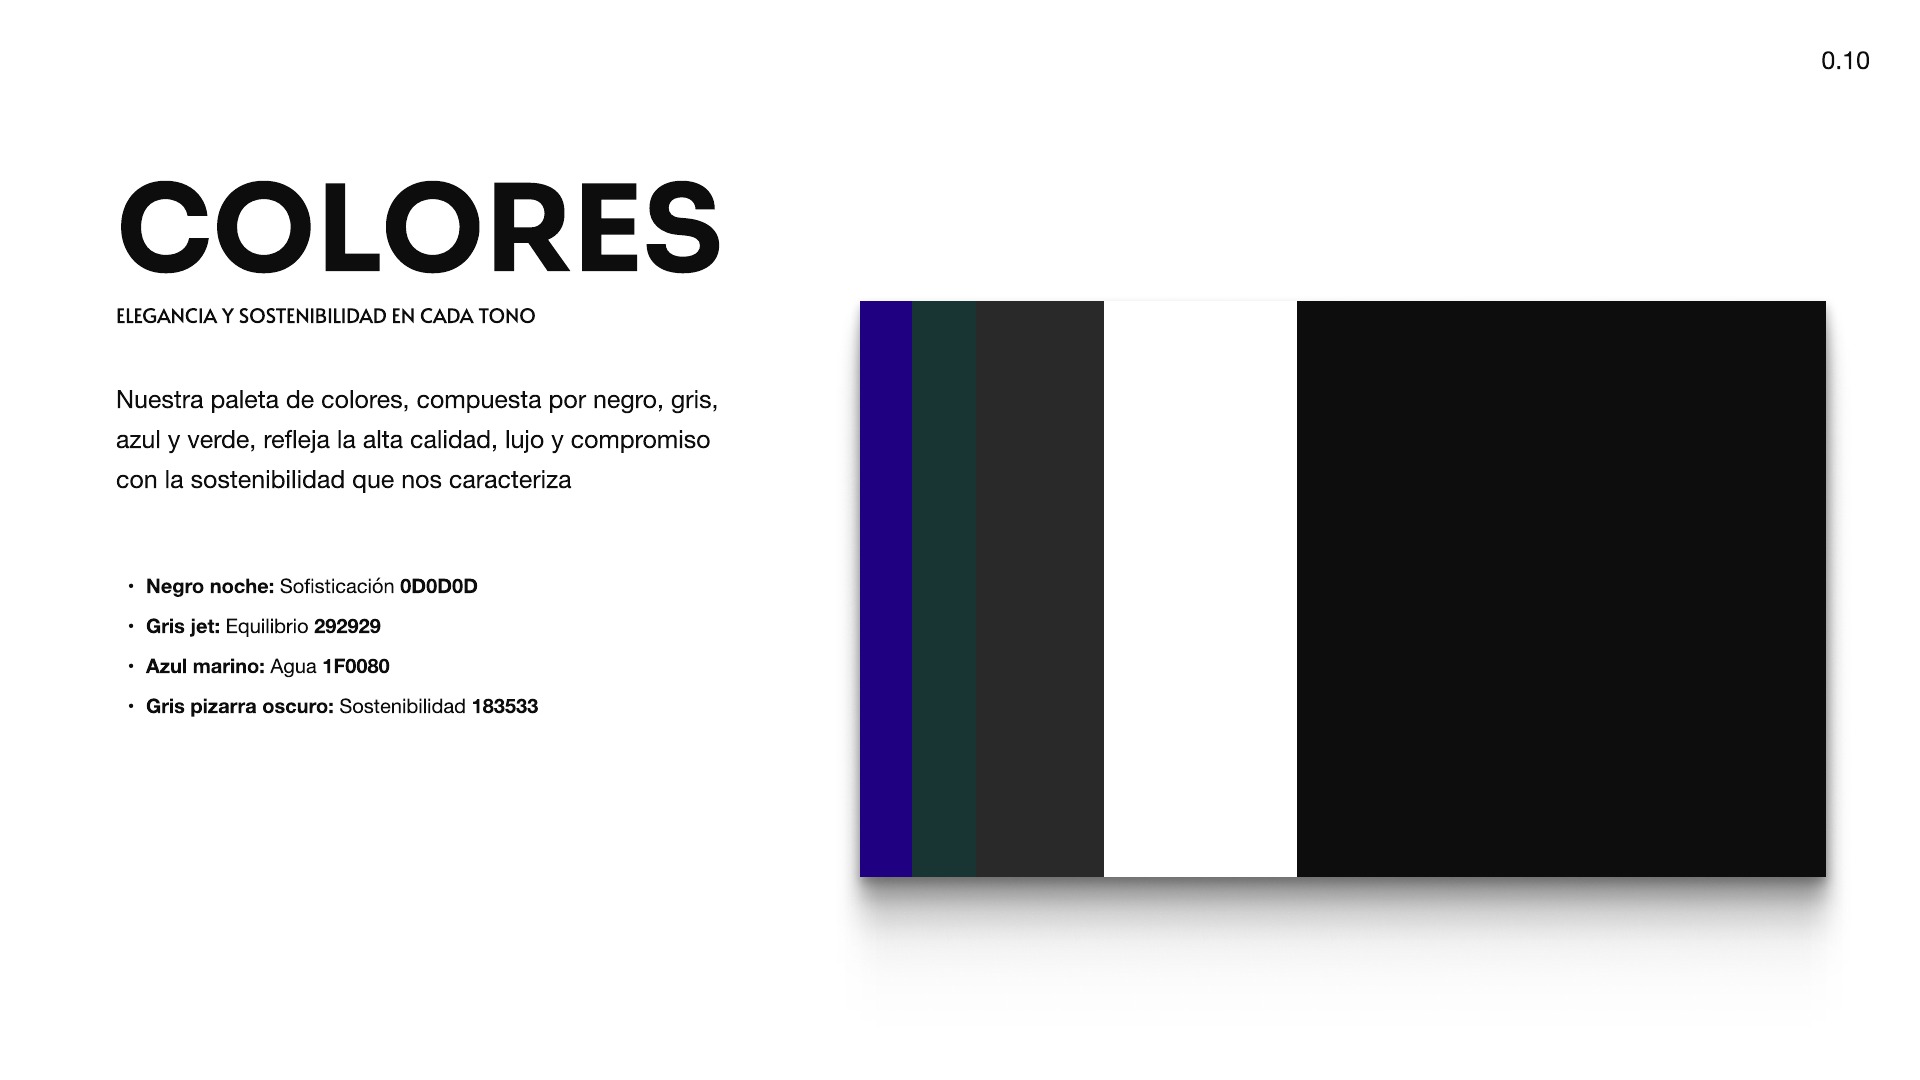 0.10
COLORES
ELEGANCIA Y SOSTENIBILIDAD EN CADA TONO
Nuestra paleta de colores, compuesta por negro, gris,
azul y verde, refleja la alta calidad, lujo y compromiso
con la sostenibilidad que nos caracteriza
• Negro noche: Sofisticación 0D0D0D
• Gris jet: Equilibrio 292929
• Azul marino: Agua 1F0080
• Gris pizarra oscuro: Sostenibilidad 183533